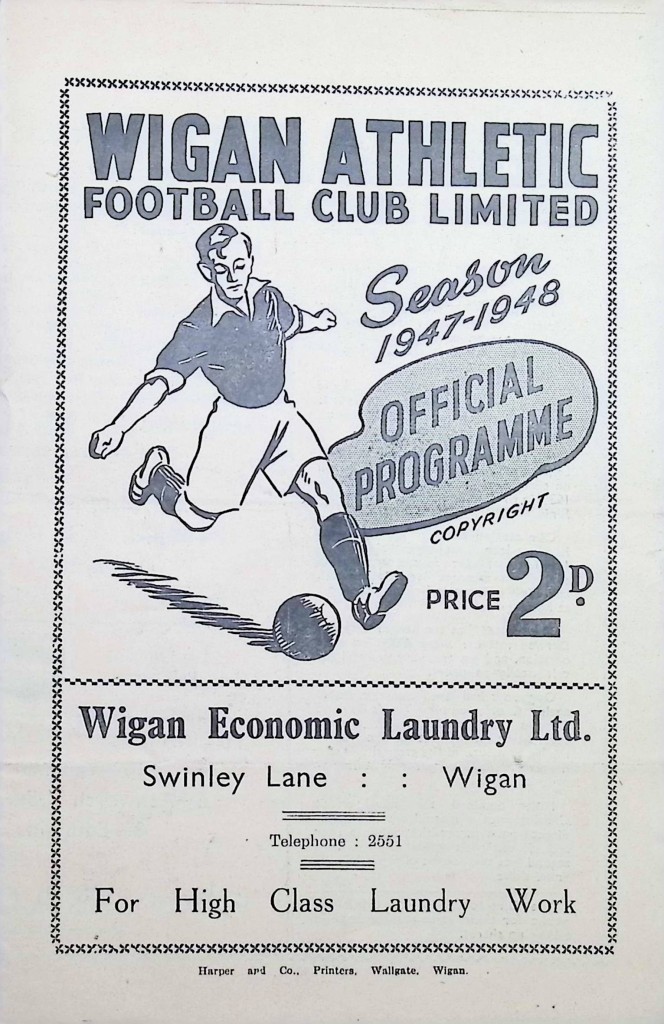 WIGAN ATHLETIC
FOOTBALL CLUB LIMITED
Season
1947-1948
OFFICIAL
PROGRAMME
COPYRIGHT
PRICE 2D.
Wigan Economic Laundry Ltd.
Swinley Lane : : Wigan
Telephone : 2551
For High Class Laundry Work
Harper and Co., Printers, Wallgate, Wigan.